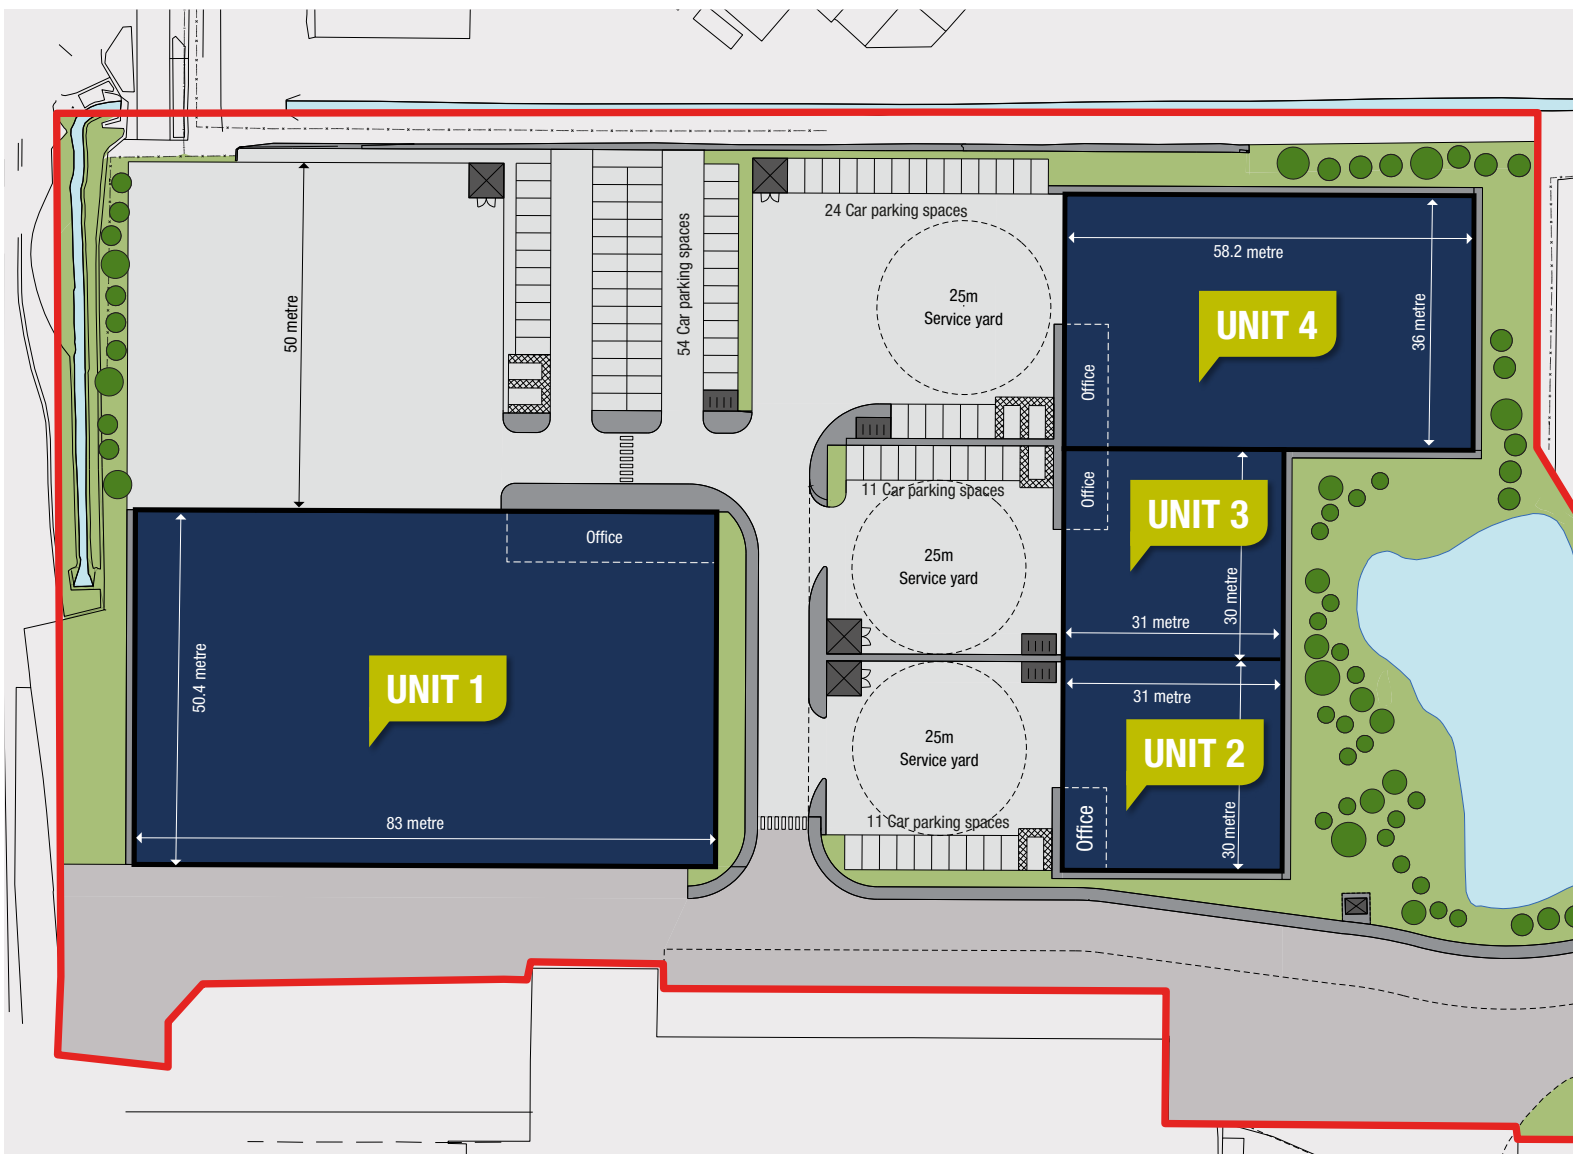 24 Car parking spaces
54 Car parking spaces
50 metre
25m
Service yard
58.2 metre
36 metre
UNIT 4
Office
11 Car parking spaces
Office
UNIT 3
30 metre
31 metre
25m
Service yard
Office
50.4 metre
UNIT 1
83 metre
25m
Service yard
11 Car parking spaces
31 metre
UNIT 2
30 metre
Office